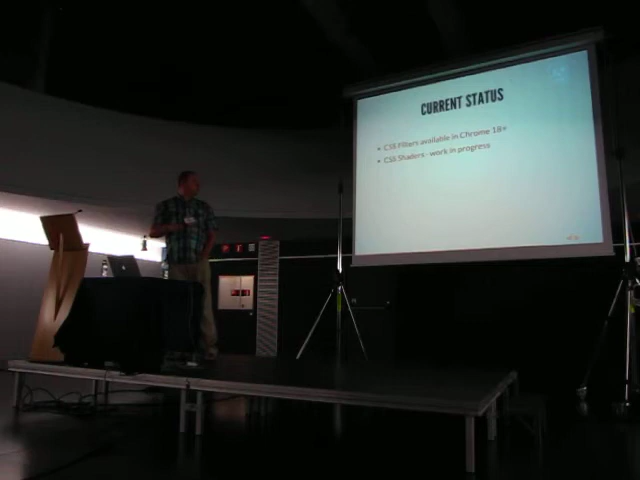 CURRENT STATUS
• CSS Filters available in Chrome 18+
• CSS Shaders - work in progress